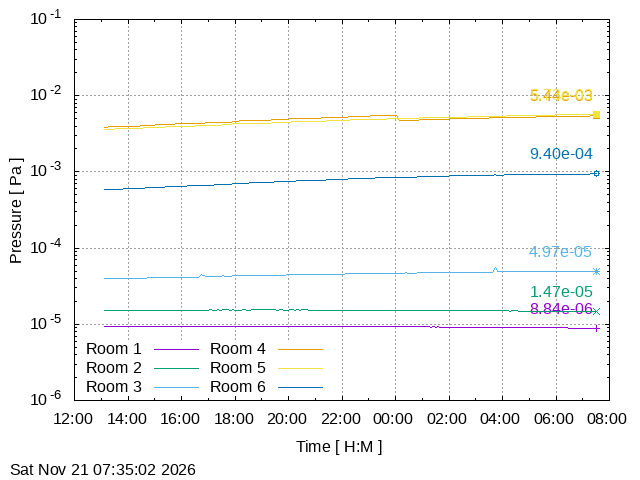 10^-1
10^-2
10^-3
10^-4
10^-5
10^-6
Pressure [ Pa ]
5.44e-03
9.40e-04
4.97e-05
1.47e-05
8.84e-06
Room 1 Room 4
Room 2 Room 5
Room 3 Room 6
12:00 14:00 16:00 18:00 20:00 22:00 00:00 02:00 04:00 06:00 08:00
Time [ H:M ]
Sat Nov 21 07:35:02 2026